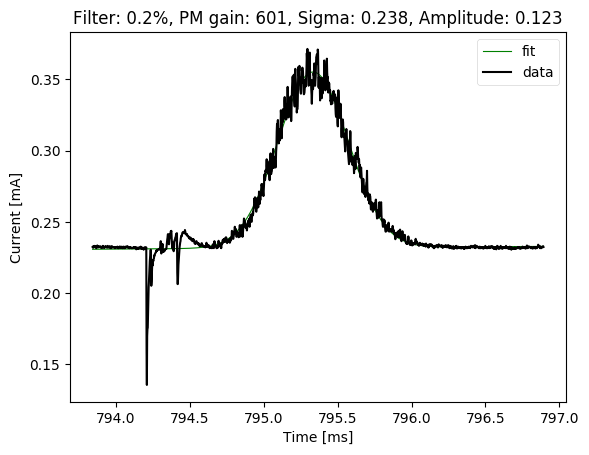 Filter: 0.2%, PM gain: 601, Sigma: 0.238, Amplitude: 0.123
fit
data
0.35
0.30
0.25
0.20
0.15
Current [mA]
794.0 794.5 795.0 795.5 796.0 796.5 797.0
Time [ms]